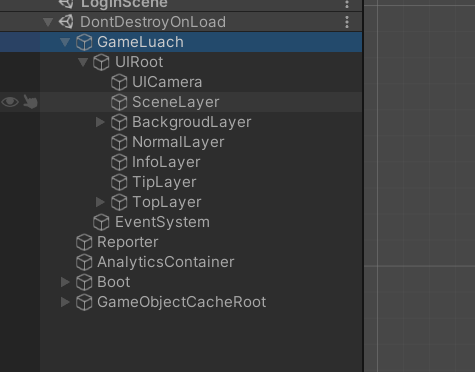 LoginScene
DontDestroyOnLoad
GameLuach
UIRoot
UICamera
SceneLayer
BackgroudLayer
NormalLayer
InfoLayer
TipLayer
TopLayer
EventSystem
Reporter
AnalyticsContainer
Boot
GameObjectCacheRoot